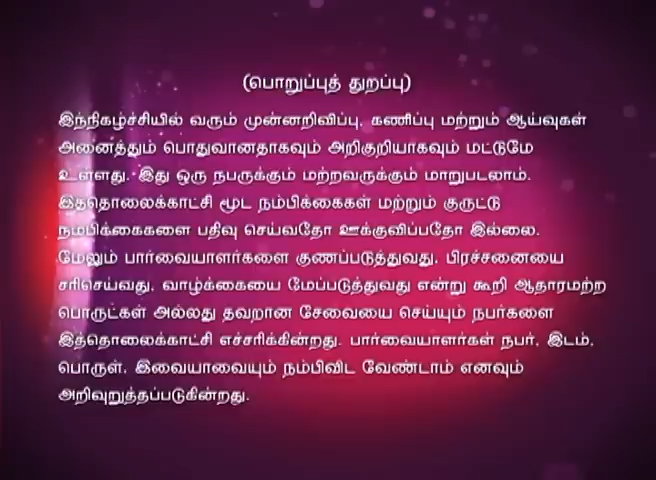 (பொறுப்புத் துறப்பு)
இந்நிகழ்ச்சியில் வரும் முன்னறிவிப்பு, கணிப்பு மற்றும் ஆய்வுகள்
அனைத்தும் பொதுவானதாகவும் அறிகுறியாகவும் மட்டுமே
உள்ளது. இது ஒரு நபருக்கும் மற்றவருக்கும் மாறுபடலாம்.
இத்தொலைக்காட்சி மூட நம்பிக்கைகள் மற்றும் குருட்டு
நம்பிக்கைகளை பதிவு செய்வதோ ஊக்குவிப்பதோ இல்லை.
மேலும் பார்வையாளர்களை குணப்படுத்துவது, பிரச்சனையை
சரிசெய்வது, வாழ்க்கையை மேம்படுத்துவது என்று கூறி ஆதாரமற்ற
பொருட்கள் அல்லது தவறான சேவையை செய்யும் நபர்களை
இத்தொலைக்காட்சி எச்சரிக்கின்றது. பார்வையாளர்கள் நபர், இடம்,
பொருள், இவையாவையும் நம்பிவிட வேண்டாம் எனவும்
அறிவுறுத்தப்படுகின்றது.